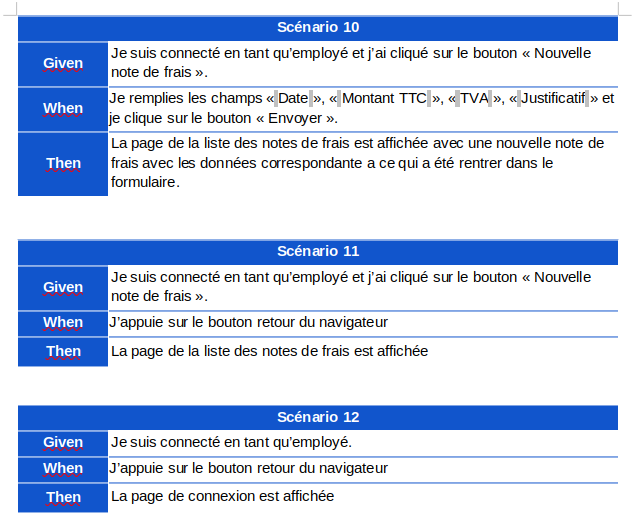 Scénario 10
Given
Je suis connecté en tant qu’employé et j’ai cliqué sur le bouton « Nouvelle
note de frais ».
When
Je remplies les champs « Date », « Montant TTC », « TVA », « Justificatif » et
je clique sur le bouton « Envoyer ».
Then
La page de la liste des notes de frais est affichée avec une nouvelle note de
frais avec les données correspondante a ce qui a été rentrer dans le
formulaire.
Scénario 11
Given
Je suis connecté en tant qu’employé et j’ai cliqué sur le bouton « Nouvelle
note de frais ».
When
J’appuie sur le bouton retour du navigateur
Then
La page de la liste des notes de frais est affichée
Scénario 12
Given
Je suis connecté en tant qu’employé.
When
J’appuie sur le bouton retour du navigateur
Then
La page de connexion est affichée